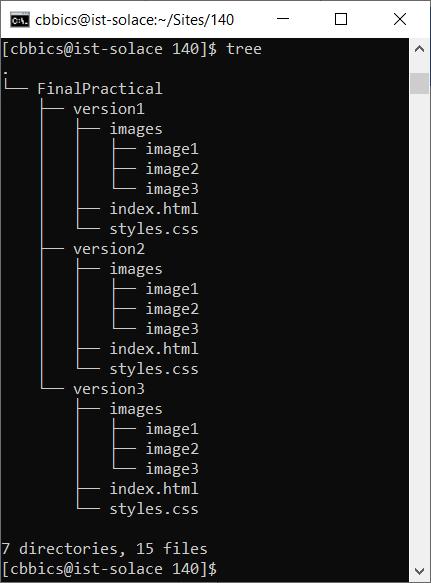 cbbics@ist-solace:~/Sites/140
[cbbics@ist-solace 140]$ tree
.
└── FinalPractical
    ├── version1
    │   ├── images
    │   │   ├── image1
    │   │   ├── image2
    │   │   └── image3
    │   ├── index.html
    │   └── styles.css
    ├── version2
    │   ├── images
    │   │   ├── image1
    │   │   ├── image2
    │   │   └── image3
    │   ├── index.html
    │   └── styles.css
    └── version3
        ├── images
        │   ├── image1
        │   ├── image2
        │   └── image3
        ├── index.html
        └── styles.css
7 directories, 15 files
[cbbics@ist-solace 140]$